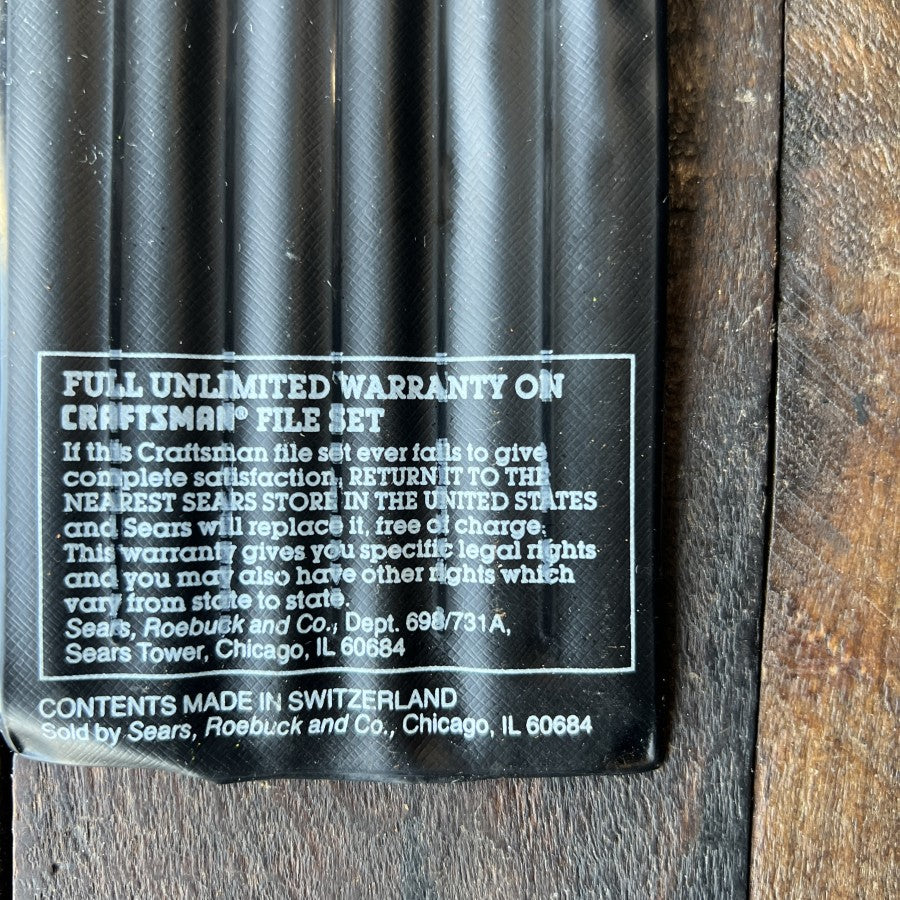 FULL UNLIMITED WARRANTY ON
CRAFTSMAN® FILE SET
If this Craftsman file set ever fails to give
complete satisfaction, RETURN IT TO THE
NEAREST SEARS STORE IN THE UNITED STATES
and Sears will replace it, free of charge.
This warranty gives you specific legal rights
and you may also have other rights which
vary from state to state.
Sears, Roebuck and Co., Dept. 698/731A,
Sears Tower, Chicago, IL 60684
CONTENTS MADE IN SWITZERLAND
Sold by Sears, Roebuck and Co., Chicago, IL 60684